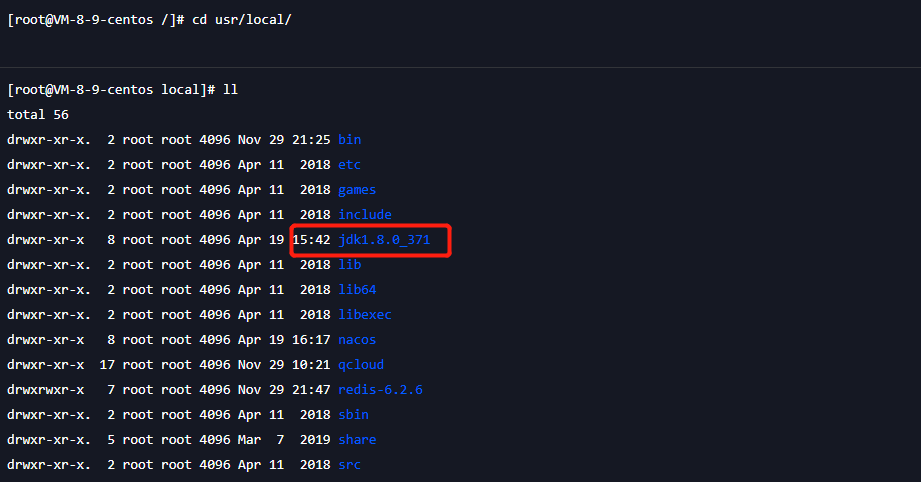 [root@VM-8-9-centos /]# cd usr/local/
[root@VM-8-9-centos local]# ll
total 56
drwxr-xr-x.  2 root root 4096 Nov 29 21:25 bin
drwxr-xr-x.  2 root root 4096 Apr 11  2018 etc
drwxr-xr-x.  2 root root 4096 Apr 11  2018 games
drwxr-xr-x.  2 root root 4096 Apr 11  2018 include
drwxr-xr-x   8 root root 4096 Apr 19 15:42 jdk1.8.0_371
drwxr-xr-x.  2 root root 4096 Apr 11  2018 lib
drwxr-xr-x.  2 root root 4096 Apr 11  2018 lib64
drwxr-xr-x.  2 root root 4096 Apr 11  2018 libexec
drwxr-xr-x   8 root root 4096 Apr 19 16:17 nacos
drwxr-xr-x  17 root root 4096 Nov 29 10:21 qcloud
drwxrwxr-x   7 root root 4096 Nov 29 21:47 redis-6.2.6
drwxr-xr-x.  2 root root 4096 Apr 11  2018 sbin
drwxr-xr-x.  5 root root 4096 Mar  7  2019 share
drwxr-xr-x.  2 root root 4096 Apr 11  2018 src